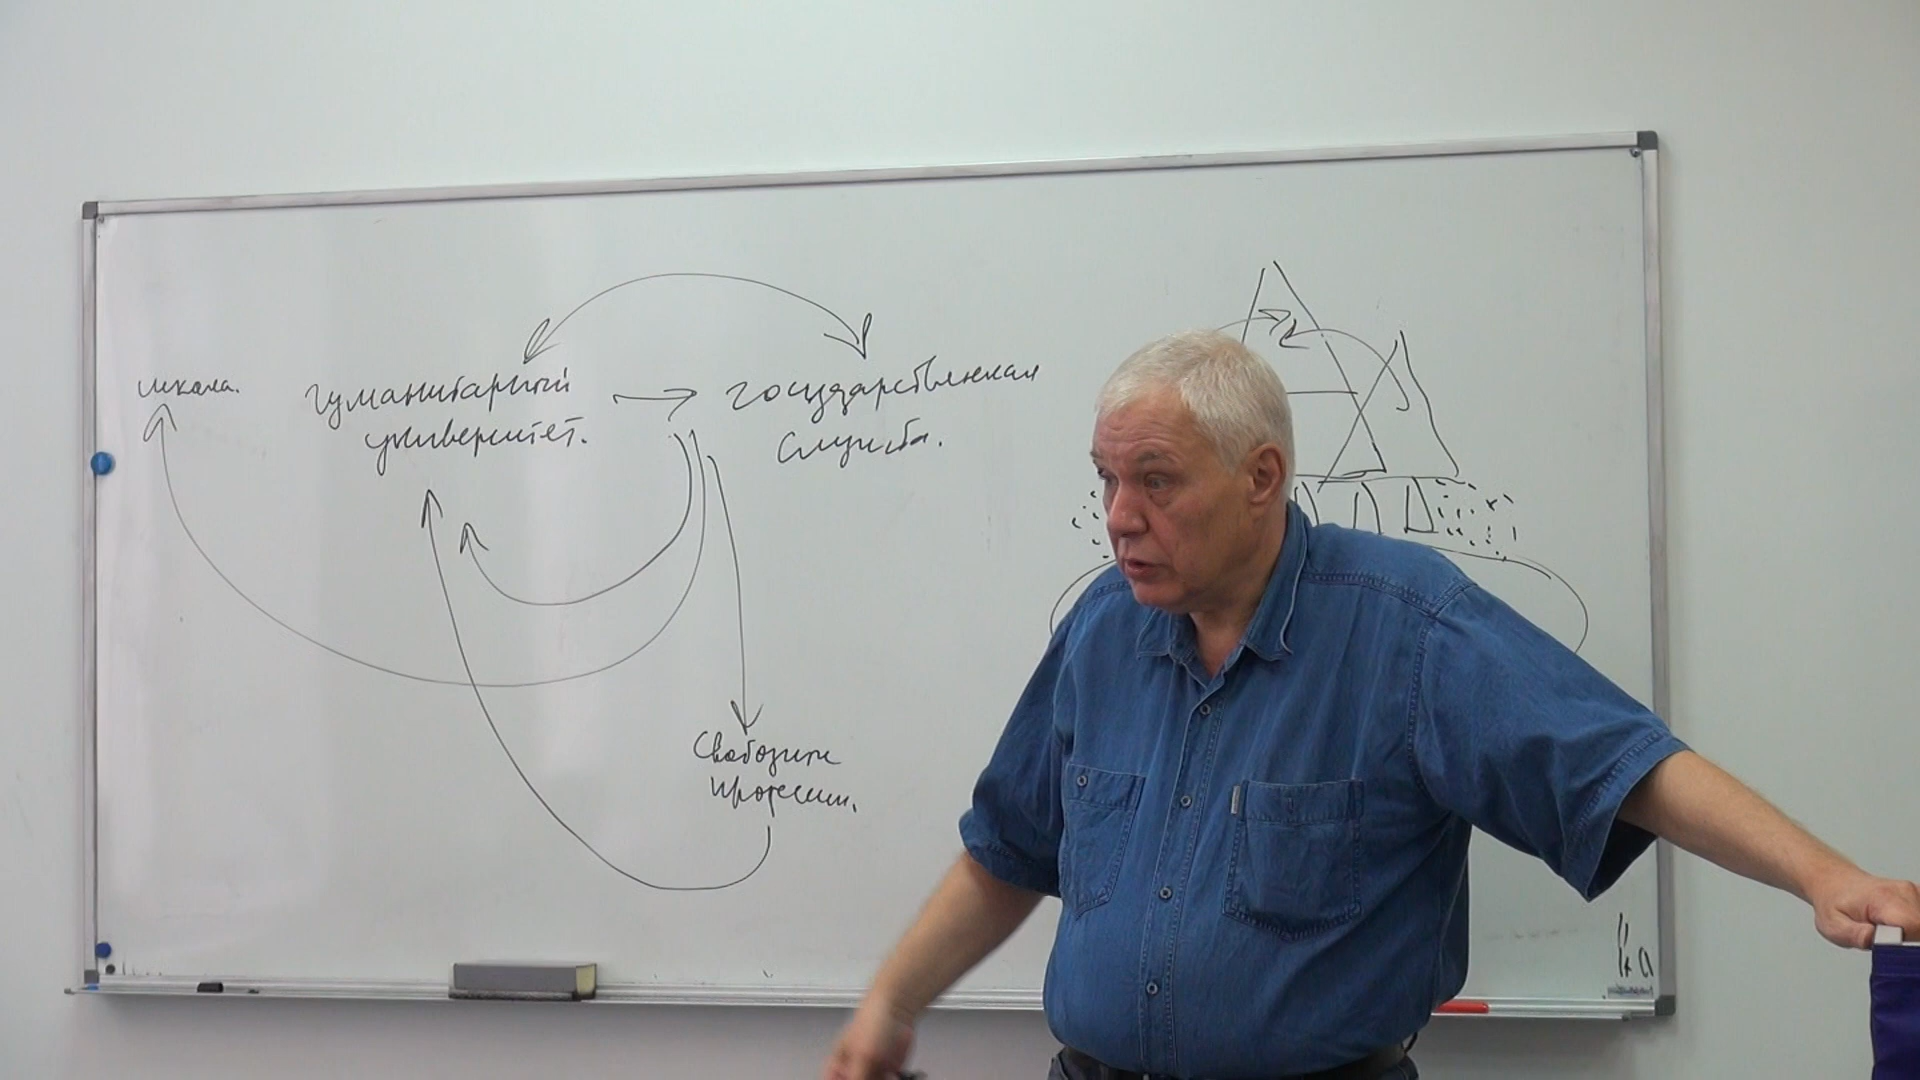 школа.
гуманитарный
университет.
государственная
служба.
Свободные
профессии.